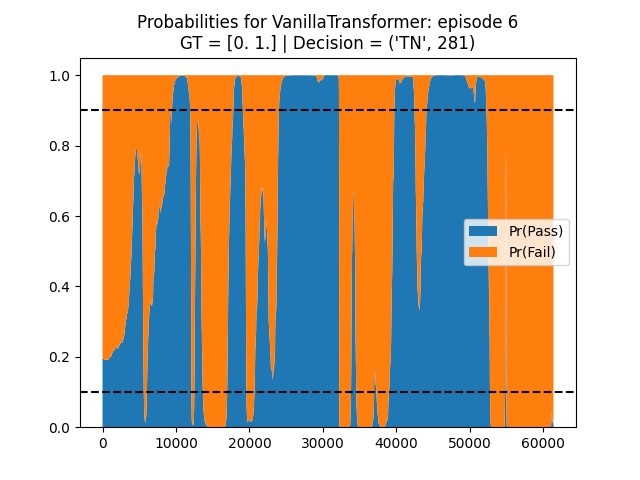 Probabilities for VanillaTransformer: episode 6
GT = [0. 1.] | Decision = ('TN', 281)
1.0
0.8
0.6
0.4
0.2
0.0
Pr(Pass)
Pr(Fail)
0 10000 20000 30000 40000 50000 60000